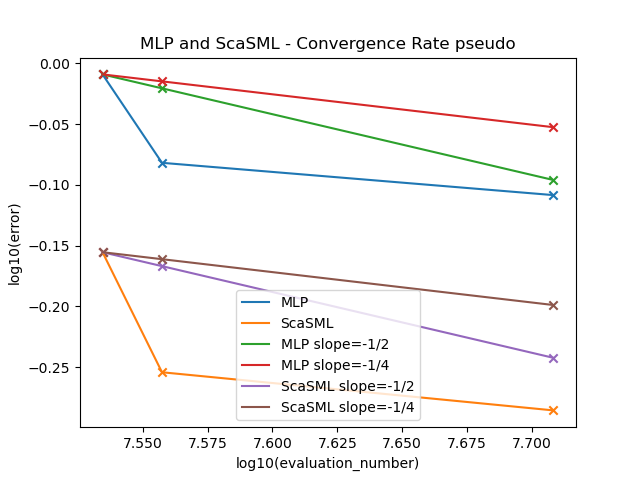 MLP and ScaSML - Convergence Rate pseudo
0.00
−0.05
−0.10
−0.15
−0.20
−0.25
log10(error)
MLP
ScaSML
MLP slope=-1/2
MLP slope=-1/4
ScaSML slope=-1/2
ScaSML slope=-1/4
7.550 7.575 7.600 7.625 7.650 7.675 7.700
log10(evaluation_number)